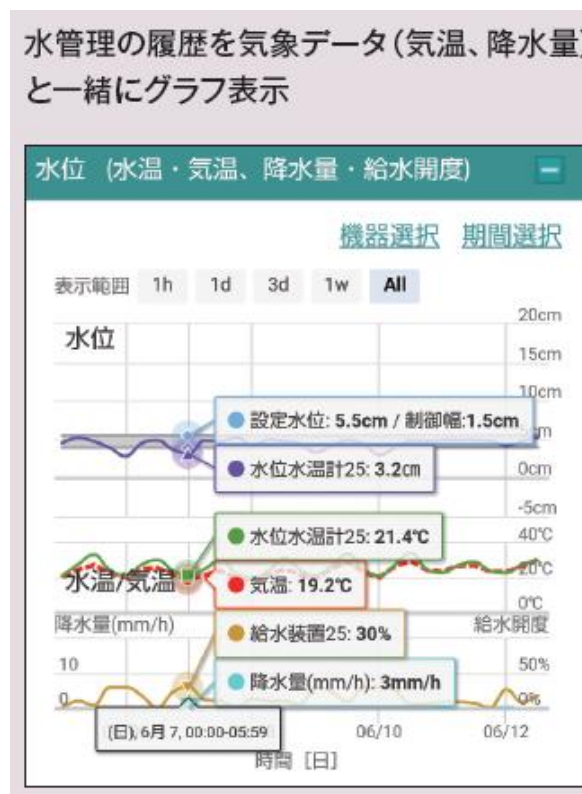 水管理の履歴を気象データ(気温、降水量)
と一緒にグラフ表示
水位 (水温・気温、降水量・給水開度)
機器選択 期間選択
表示範囲 1h 1d 3d 1w All
水位
20cm
15cm
10cm
設定水位: 5.5cm / 制御幅:1.5cm
水位水温計25: 3.2cm
0cm
-5cm
水位水温計25: 21.4℃
40℃
水温/気温
気温: 19.2℃
20℃
0℃
降水量(mm/h)
給水装置25: 30%
給水開度
10
50%
降水量(mm/h): 3mm/h
0
0%
(日), 6月 7, 00:00-05:59
06/10
06/12
時間 [日]